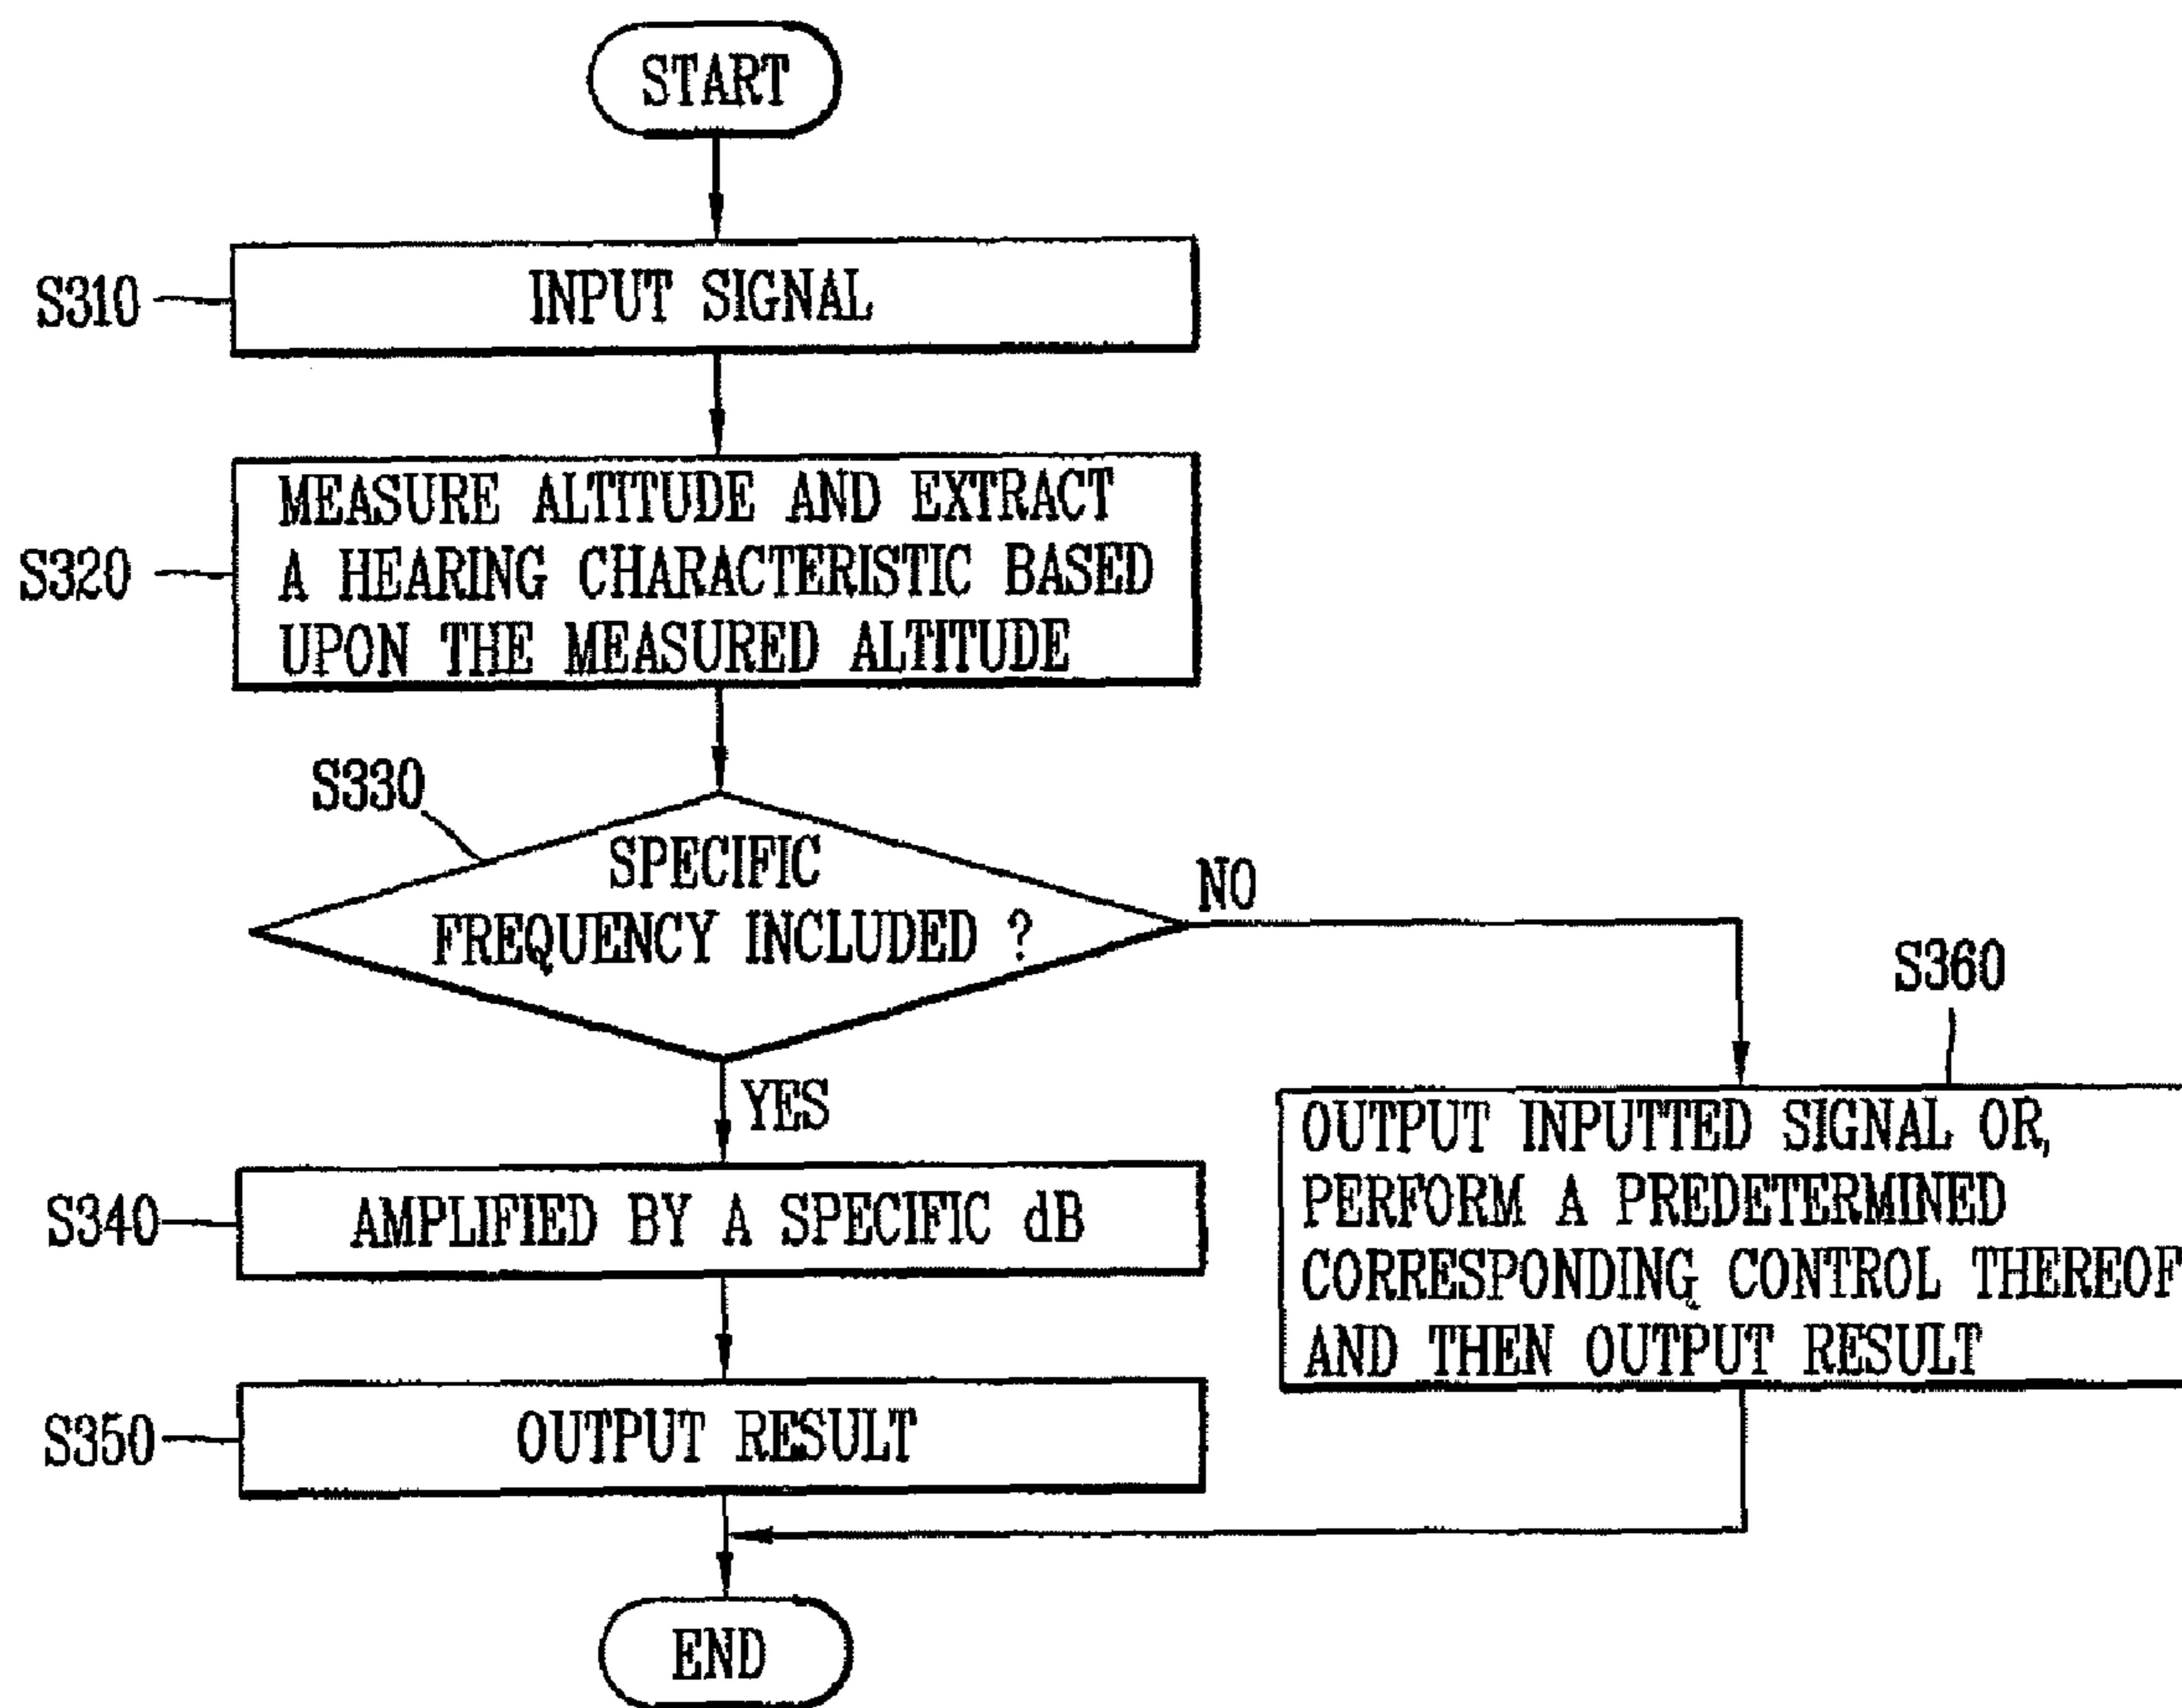 START
S310
INPUT SIGNAL
S320
MEASURE ALTITUDE AND EXTRACT
A HEARING CHARACTERISTIC BASED
UPON THE MEASURED ALTITUDE
S330
SPECIFIC
FREQUENCY INCLUDED ?
NO
YES
S340
AMPLIFIED BY A SPECIFIC dB
S350
OUTPUT RESULT
S360
OUTPUT INPUTTED SIGNAL OR,
PERFORM A PREDETERMINED
CORRESPONDING CONTROL THEREOF
AND THEN OUTPUT RESULT
END